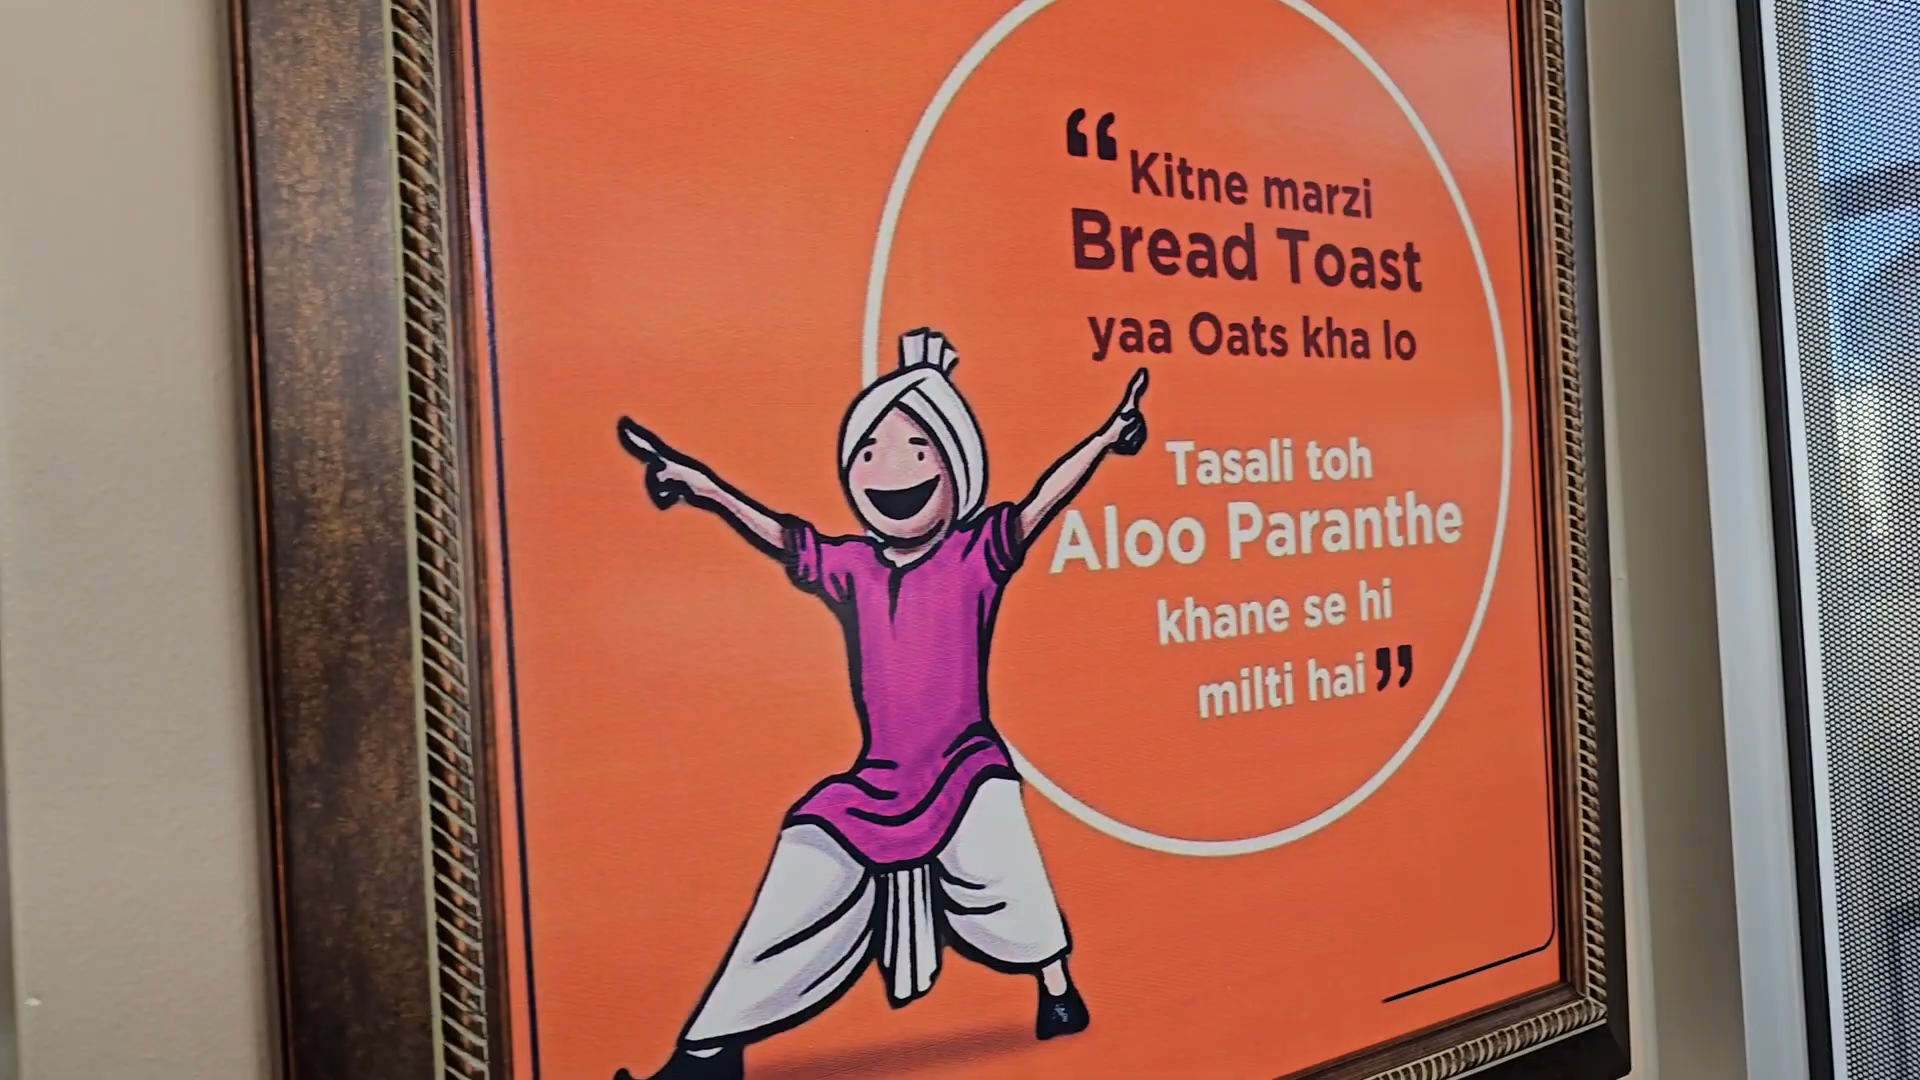 “ Kitne marzi
Bread Toast
yaa Oats kha lo
Tasali toh
Aloo Paranthe
khane se hi
milti hai ”